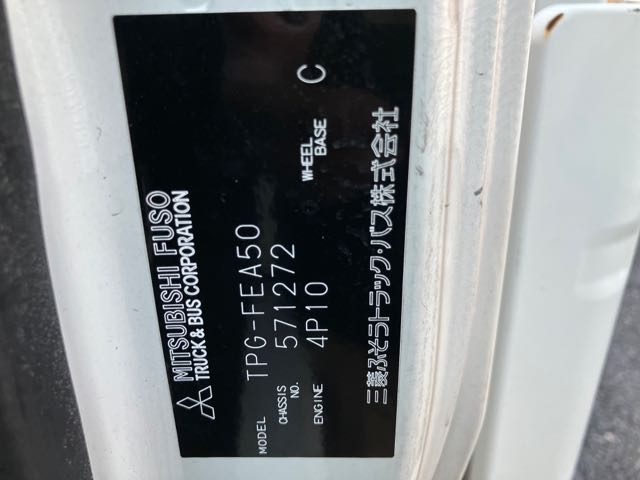 MITSUBISHI FUSO
TRUCK & BUS CORPORATION
MODEL TPG-FEA50
CHASSIS NO. 571272
ENGINE 4P10 WHEEL BASE C
三菱ふそうトラック・バス株式会社